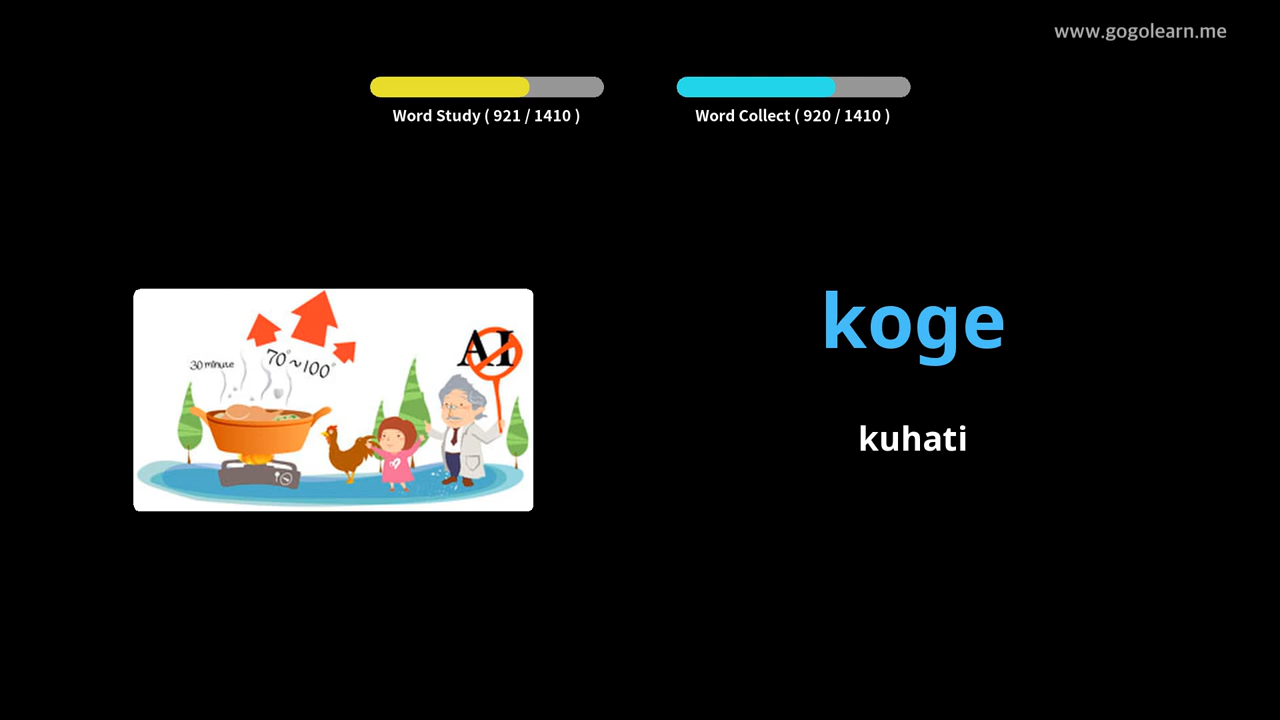 www.gogolearn.me
Word Study ( 921 / 1410 )
Word Collect ( 920 / 1410 )
30 minute
70°~100°
AI
koge
kuhati